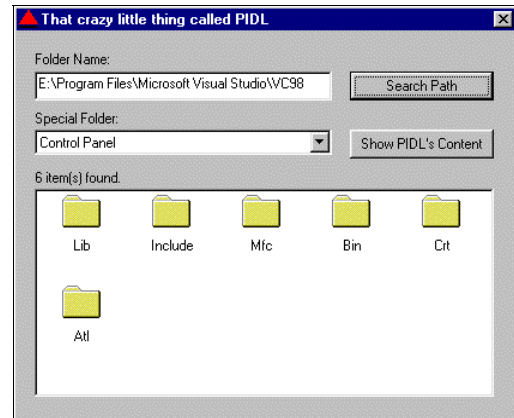 That crazy little thing called PIDL
Folder Name:
E:\Program Files\Microsoft Visual Studio\VC98
Search Path
Special Folder:
Control Panel
Show PIDL's Content
6 item(s) found.
Lib Include Mfc Bin Crt
Atl